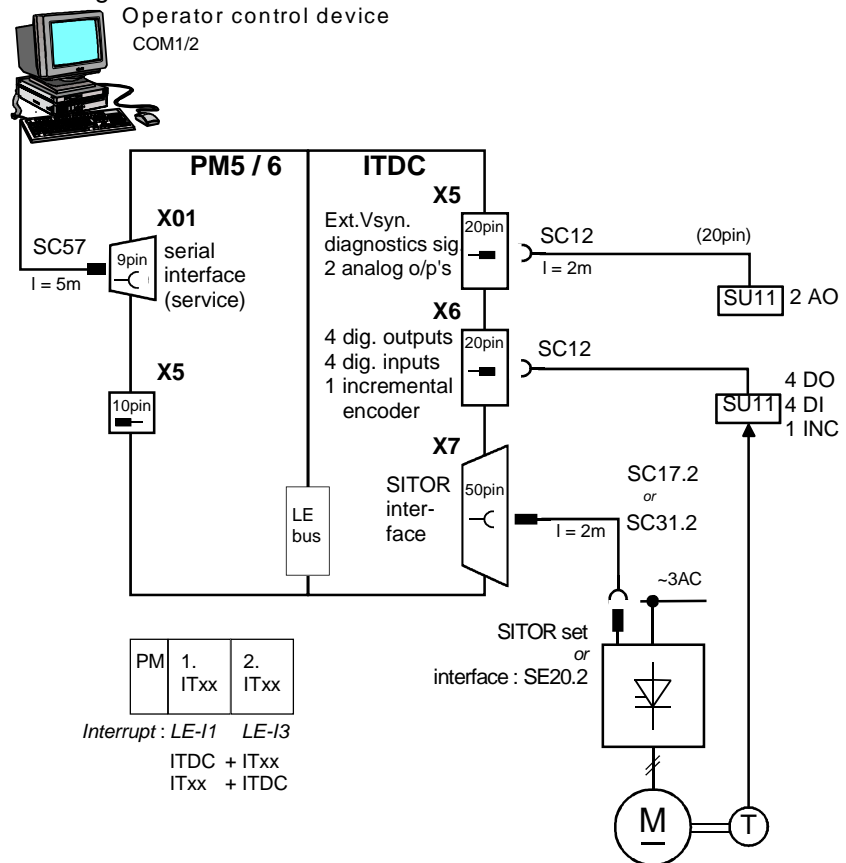 Operator control device
COM1/2
PM5 / 6
ITDC
X5
X01
Ext.Vsyn.
diagnostics sig.
2 analog o/p's
20pin
SC12
(20pin)
l = 2m
SU11
2 AO
SC57
l = 5m
9pin
serial
interface
(service)
X6
4 dig. outputs
4 dig. inputs
1 incremental
encoder
20pin
SC12
SU11
4 DO
4 DI
1 INC
X5
10pin
X7
SITOR
inter-
face
50pin
SC17.2
or
SC31.2
l = 2m
LE
bus
~3AC
SITOR set
or
interface : SE20.2
PM
1.
ITxx
2.
ITxx
Interrupt : LE-I1 LE-I3
ITDC + ITxx
ITxx + ITDC
M
T